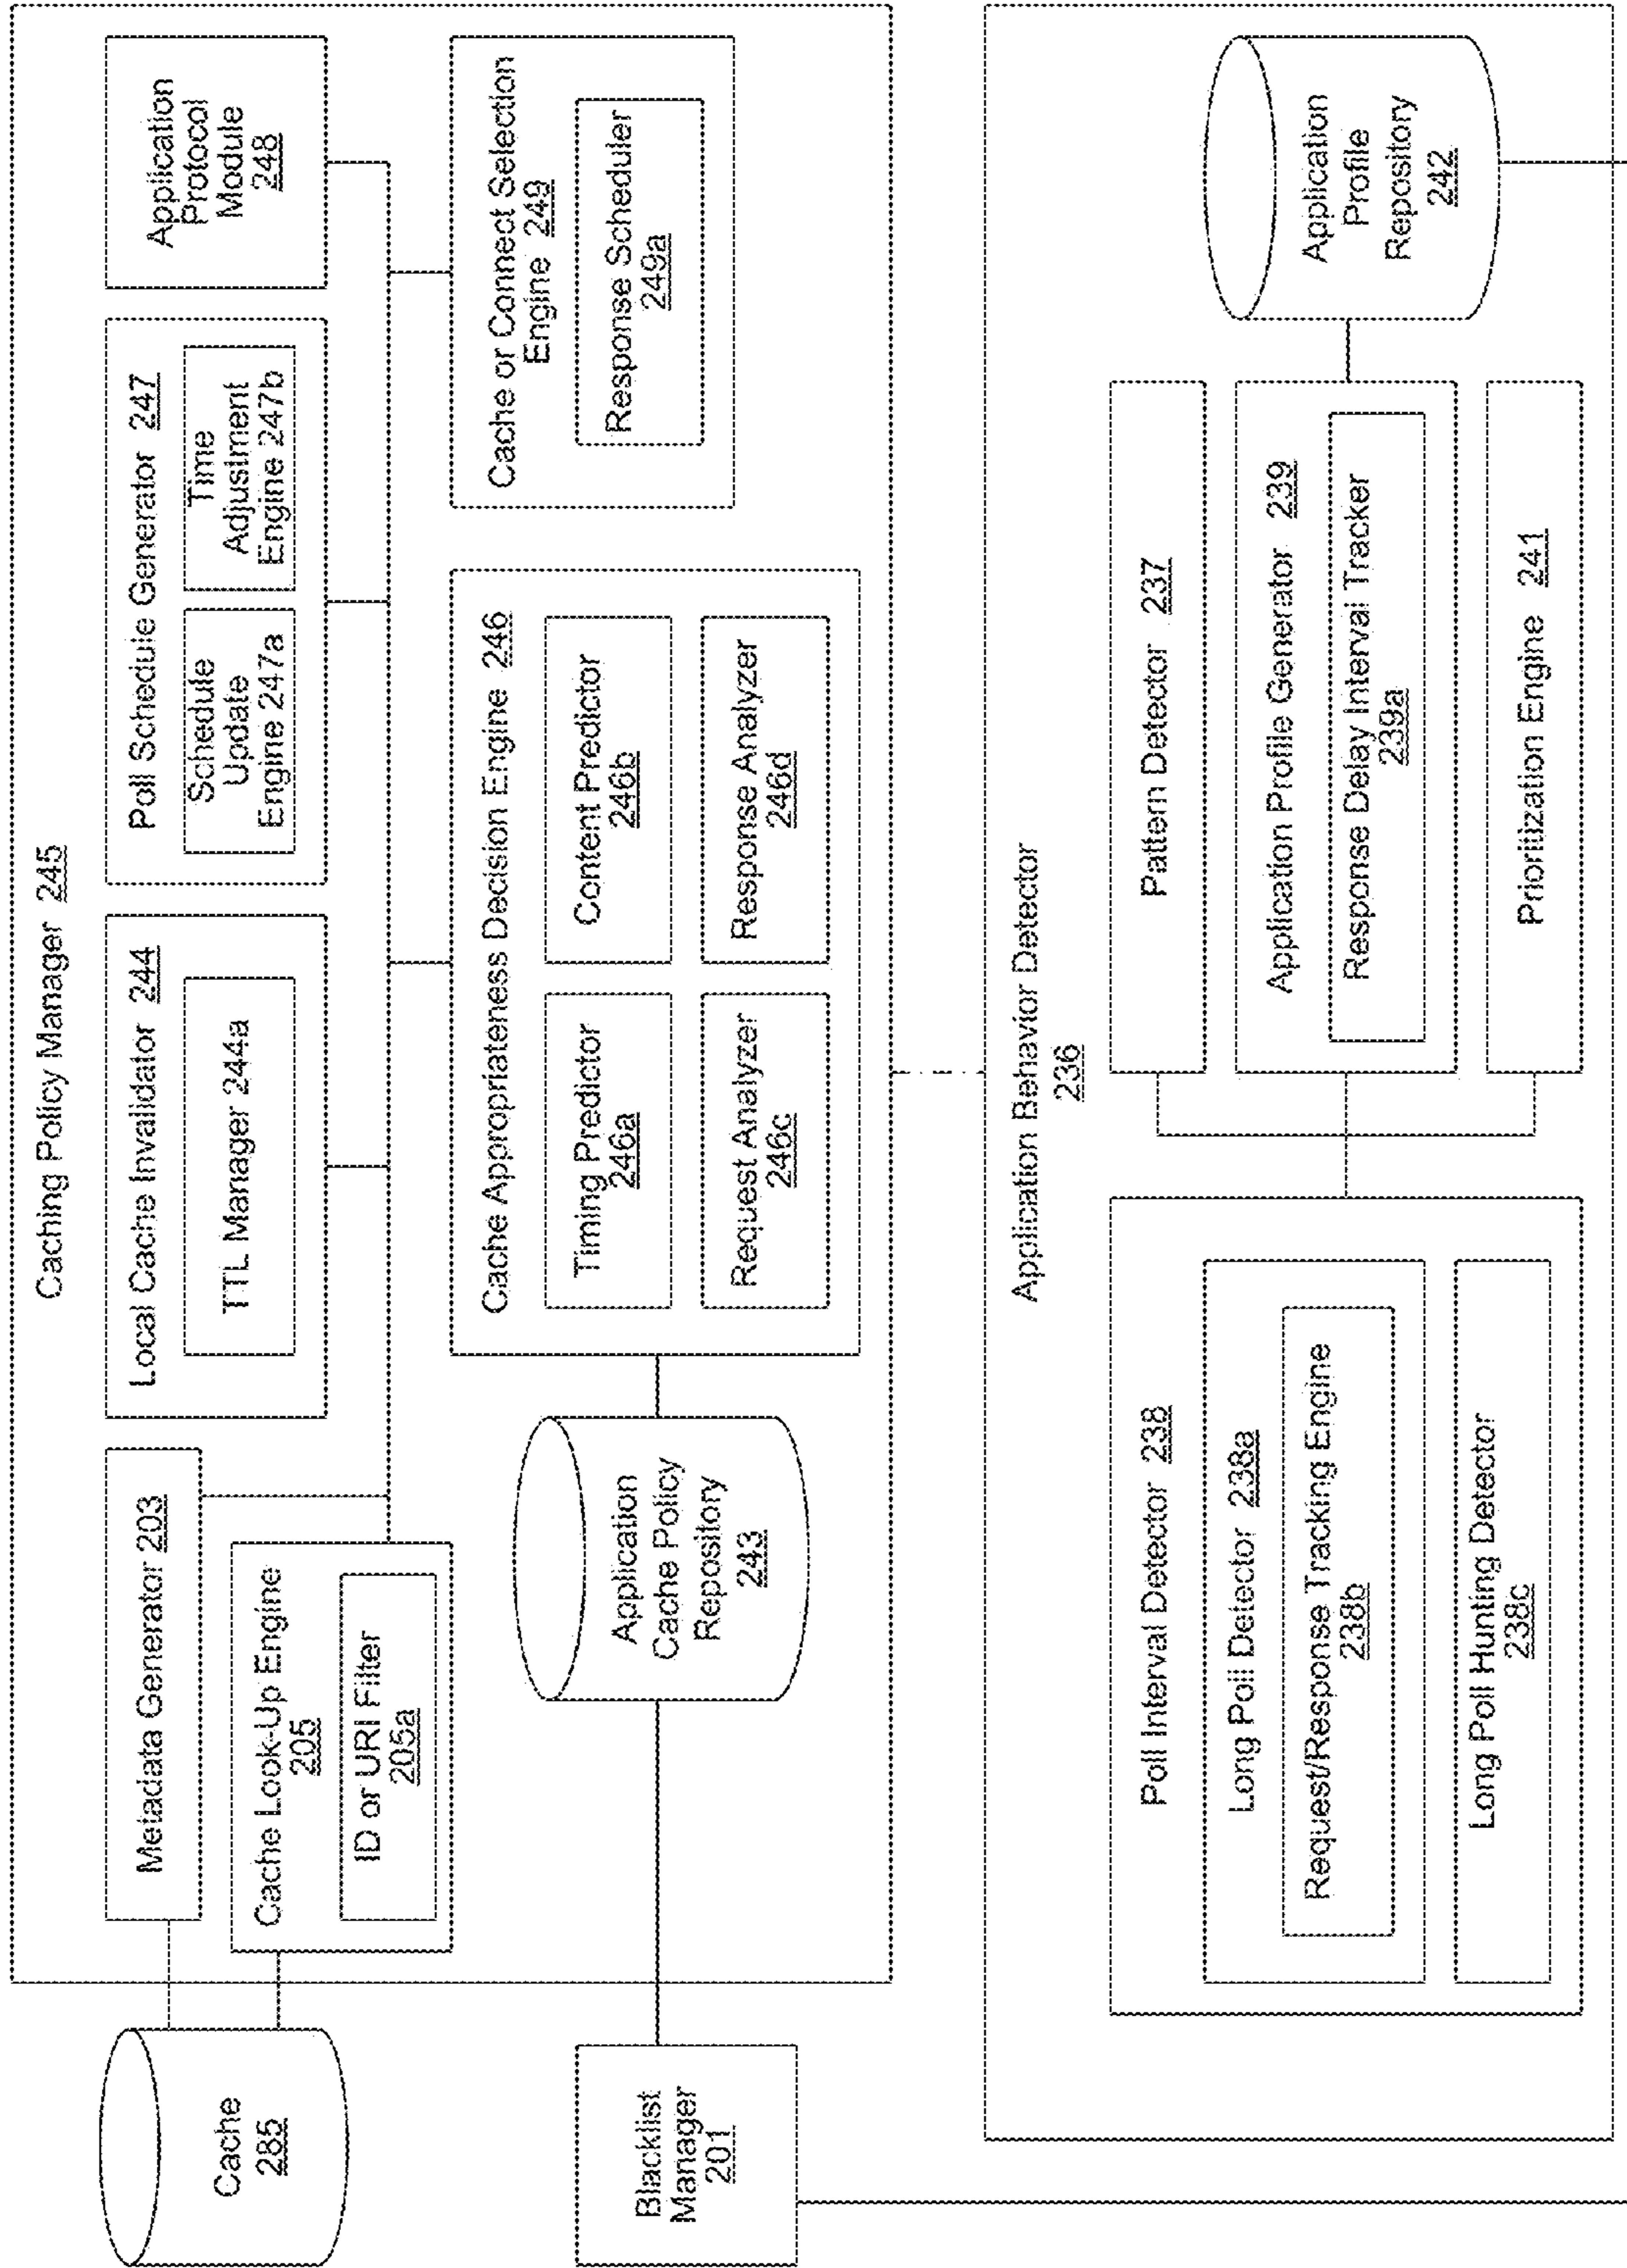 Caching Policy Manager 245
Cache
285
Metadata Generator 203
Cache Look-Up Engine
205
ID or URI Filter
205a
Local Cache Invalidator 244
TTL Manager 244a
Poll Schedule Generator 247
Schedule
Update
Engine 247a
Time
Adjustment
Engine 247b
Application
Protocol
Module
248
Blacklist
Manager
201
Application
Cache Policy
Repository
243
Cache Appropriateness Decision Engine 246
Timing Predictor
246a
Content Predictor
246b
Request Analyzer
246c
Response Analyzer
246d
Cache or Connect Selection
Engine 249
Response Scheduler
249a
Application Behavior Detector
236
Poll Interval Detector 238
Long Poll Detector 238a
Request/Response Tracking Engine
238b
Long Poll Hunting Detector
238c
Pattern Detector 237
Application Profile Generator 239
Response Delay Interval Tracker
239a
Prioritization Engine 241
Application
Profile
Repository
242